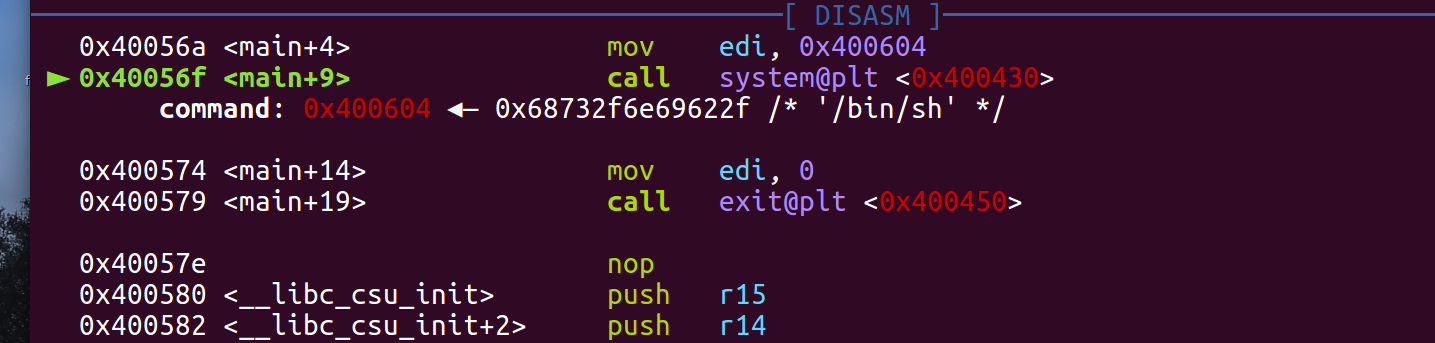 [ DISASM ]
0x40056a <main+4> mov edi, 0x400604
► 0x40056f <main+9> call system@plt <0x400430>
command: 0x400604 ◂— 0x68732f6e69622f /* '/bin/sh' */
0x400574 <main+14> mov edi, 0
0x400579 <main+19> call exit@plt <0x400450>
0x40057e nop
0x400580 <__libc_csu_init> push r15
0x400582 <__libc_csu_init+2> push r14